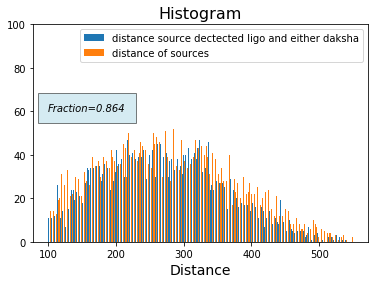 Histogram
distance source dectected ligo and either daksha
distance of sources
Fraction=0.864
100
80
60
40
20
0
100
200
300
400
500
Distance